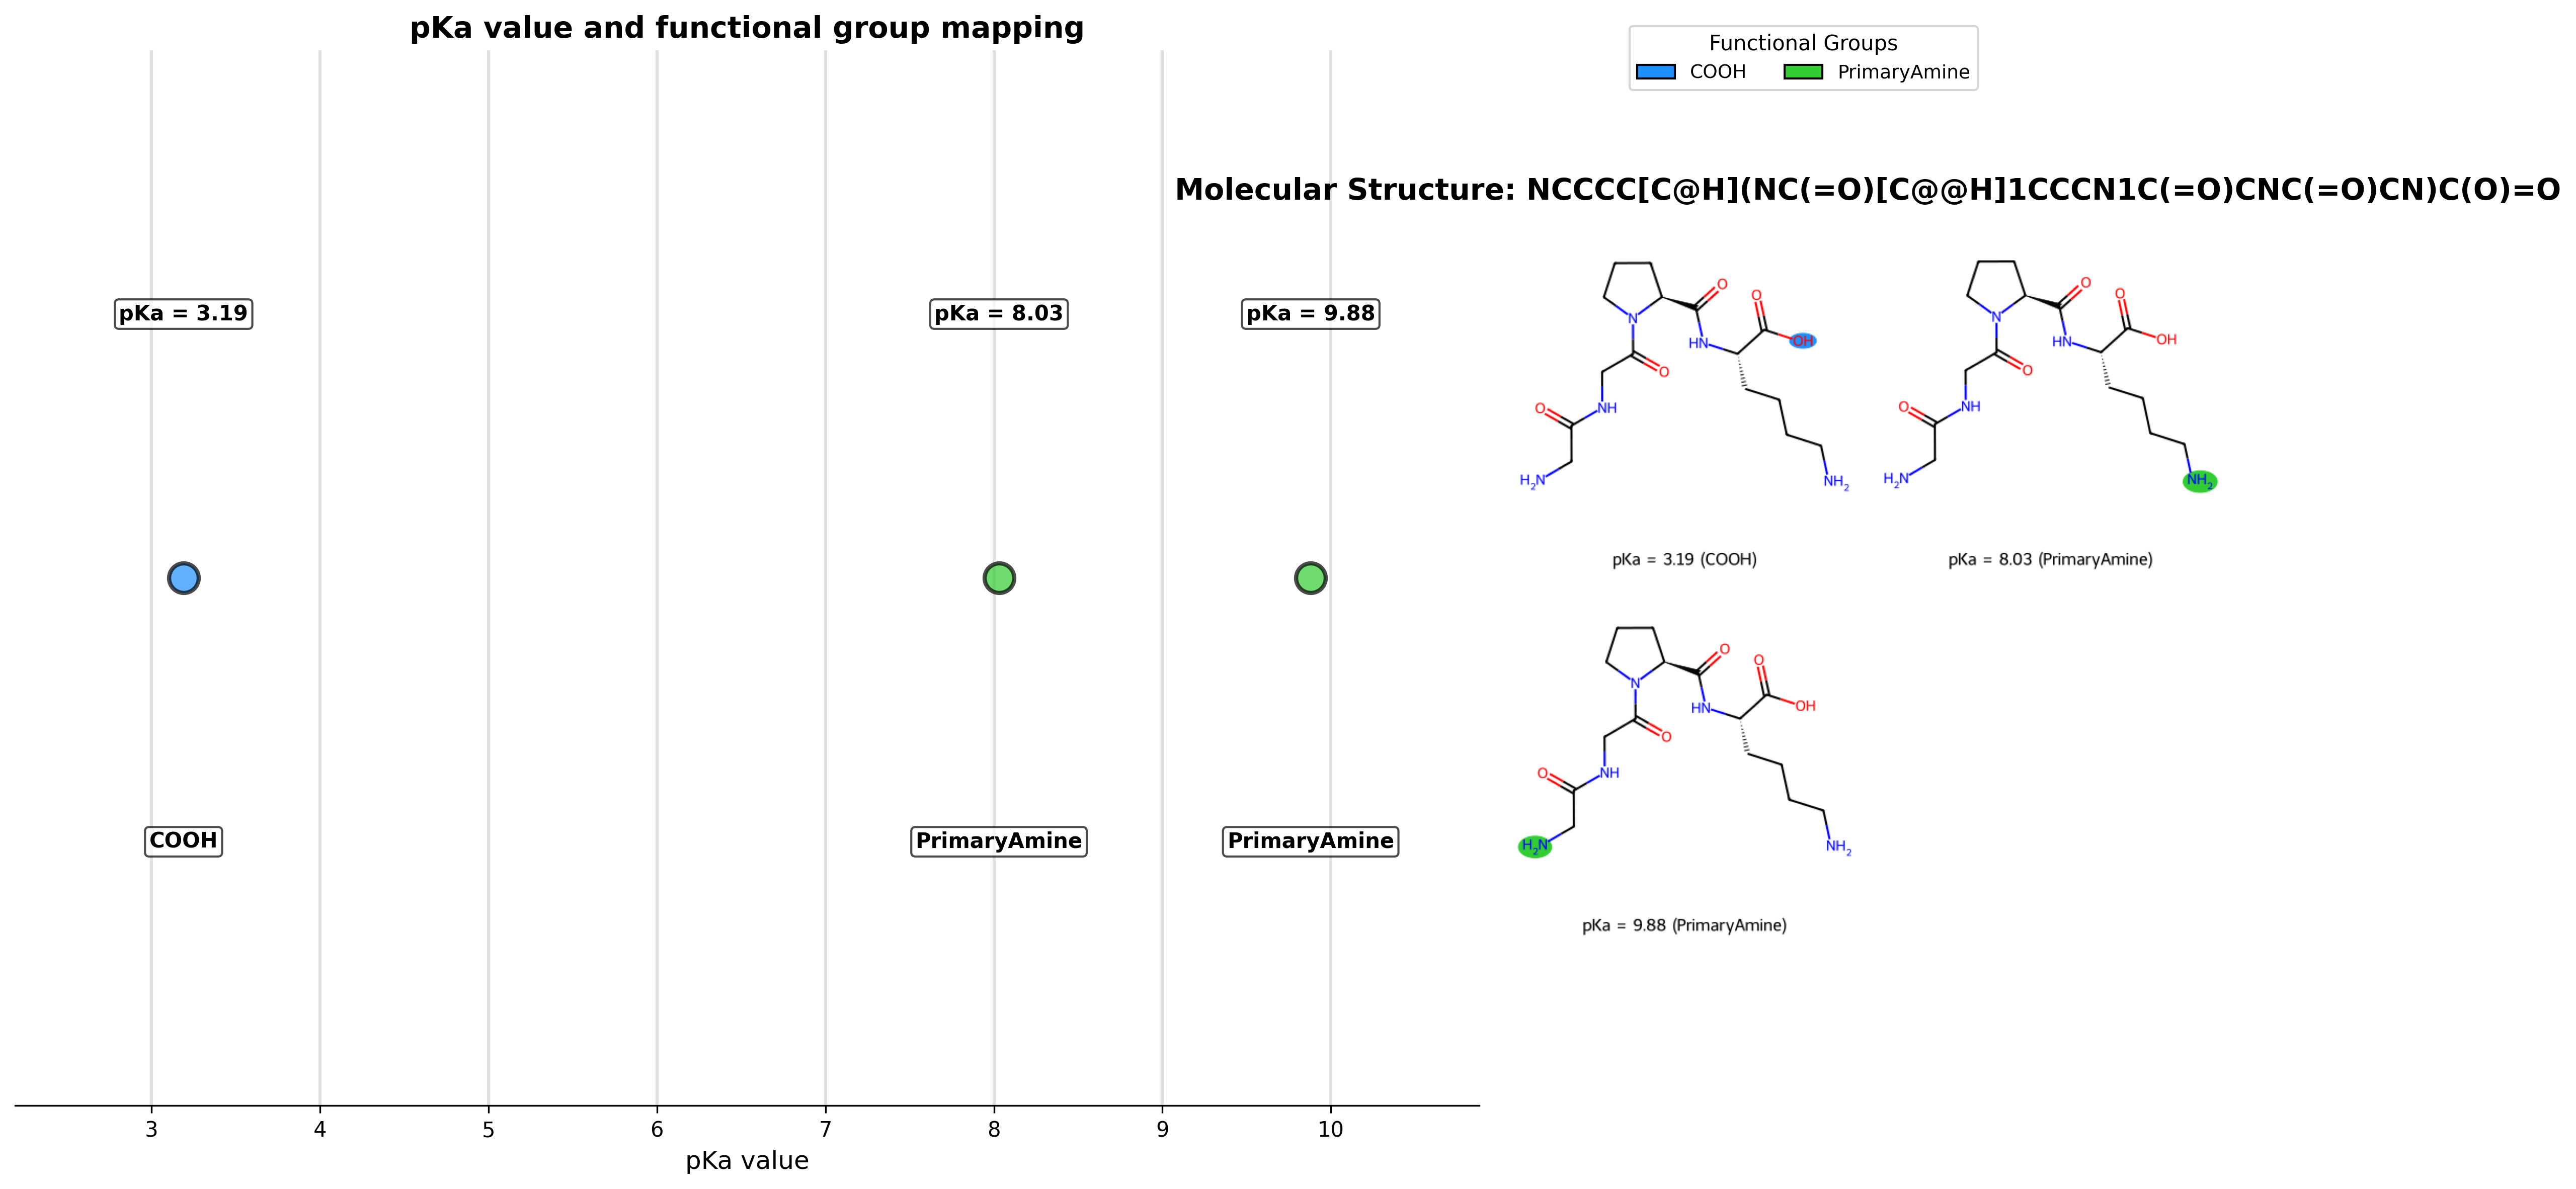 pKa value and functional group mapping
pKa = 3.19
pKa = 8.03
pKa = 9.88
COOH
PrimaryAmine
PrimaryAmine
3
4
5
6
7
8
9
10
pKa value
Functional Groups
COOH
PrimaryAmine
Molecular Structure: NCCCC[C@H](NC(=O)[C@@H]1CCCN1C(=O)CNC(=O)CN)C(O)=O
O
O
N
HN
OH
O
O
NH
H2N
NH2
pKa = 3.19 (COOH)
O
O
N
HN
OH
O
O
NH
H2N
NH2
pKa = 8.03 (PrimaryAmine)
O
O
N
HN
OH
O
O
NH
H2N
NH2
pKa = 9.88 (PrimaryAmine)